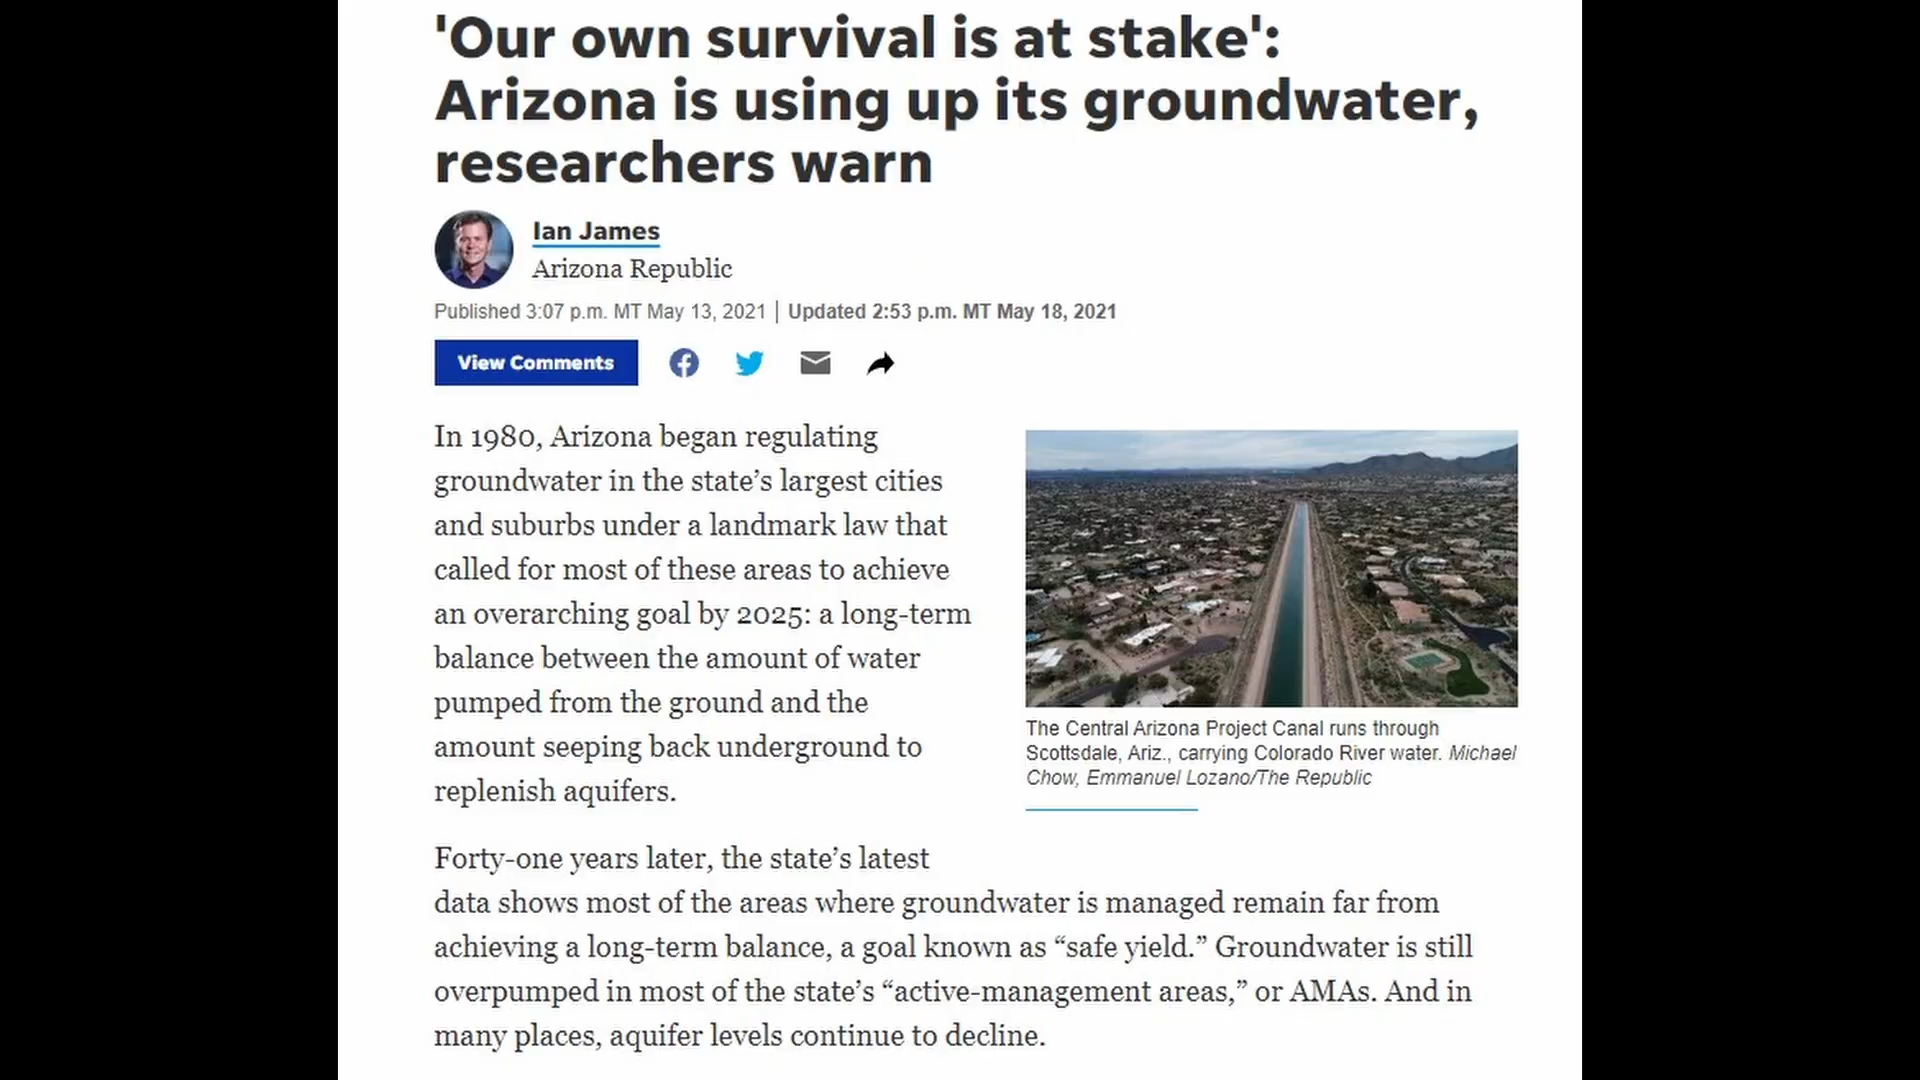 'Our own survival is at stake':
Arizona is using up its groundwater,
researchers warn
Ian James
Arizona Republic
Published 3:07 p.m. MT May 13, 2021 | Updated 2:53 p.m. MT May 18, 2021
View Comments
In 1980, Arizona began regulating
groundwater in the state’s largest cities
and suburbs under a landmark law that
called for most of these areas to achieve
an overarching goal by 2025: a long-term
balance between the amount of water
pumped from the ground and the
amount seeping back underground to
replenish aquifers.
The Central Arizona Project Canal runs through
Scottsdale, Ariz., carrying Colorado River water. Michael
Chow, Emmanuel Lozano/The Republic
Forty-one years later, the state’s latest
data shows most of the areas where groundwater is managed remain far from
achieving a long-term balance, a goal known as “safe yield.” Groundwater is still
overpumped in most of the state’s “active-management areas,” or AMAs. And in
many places, aquifer levels continue to decline.